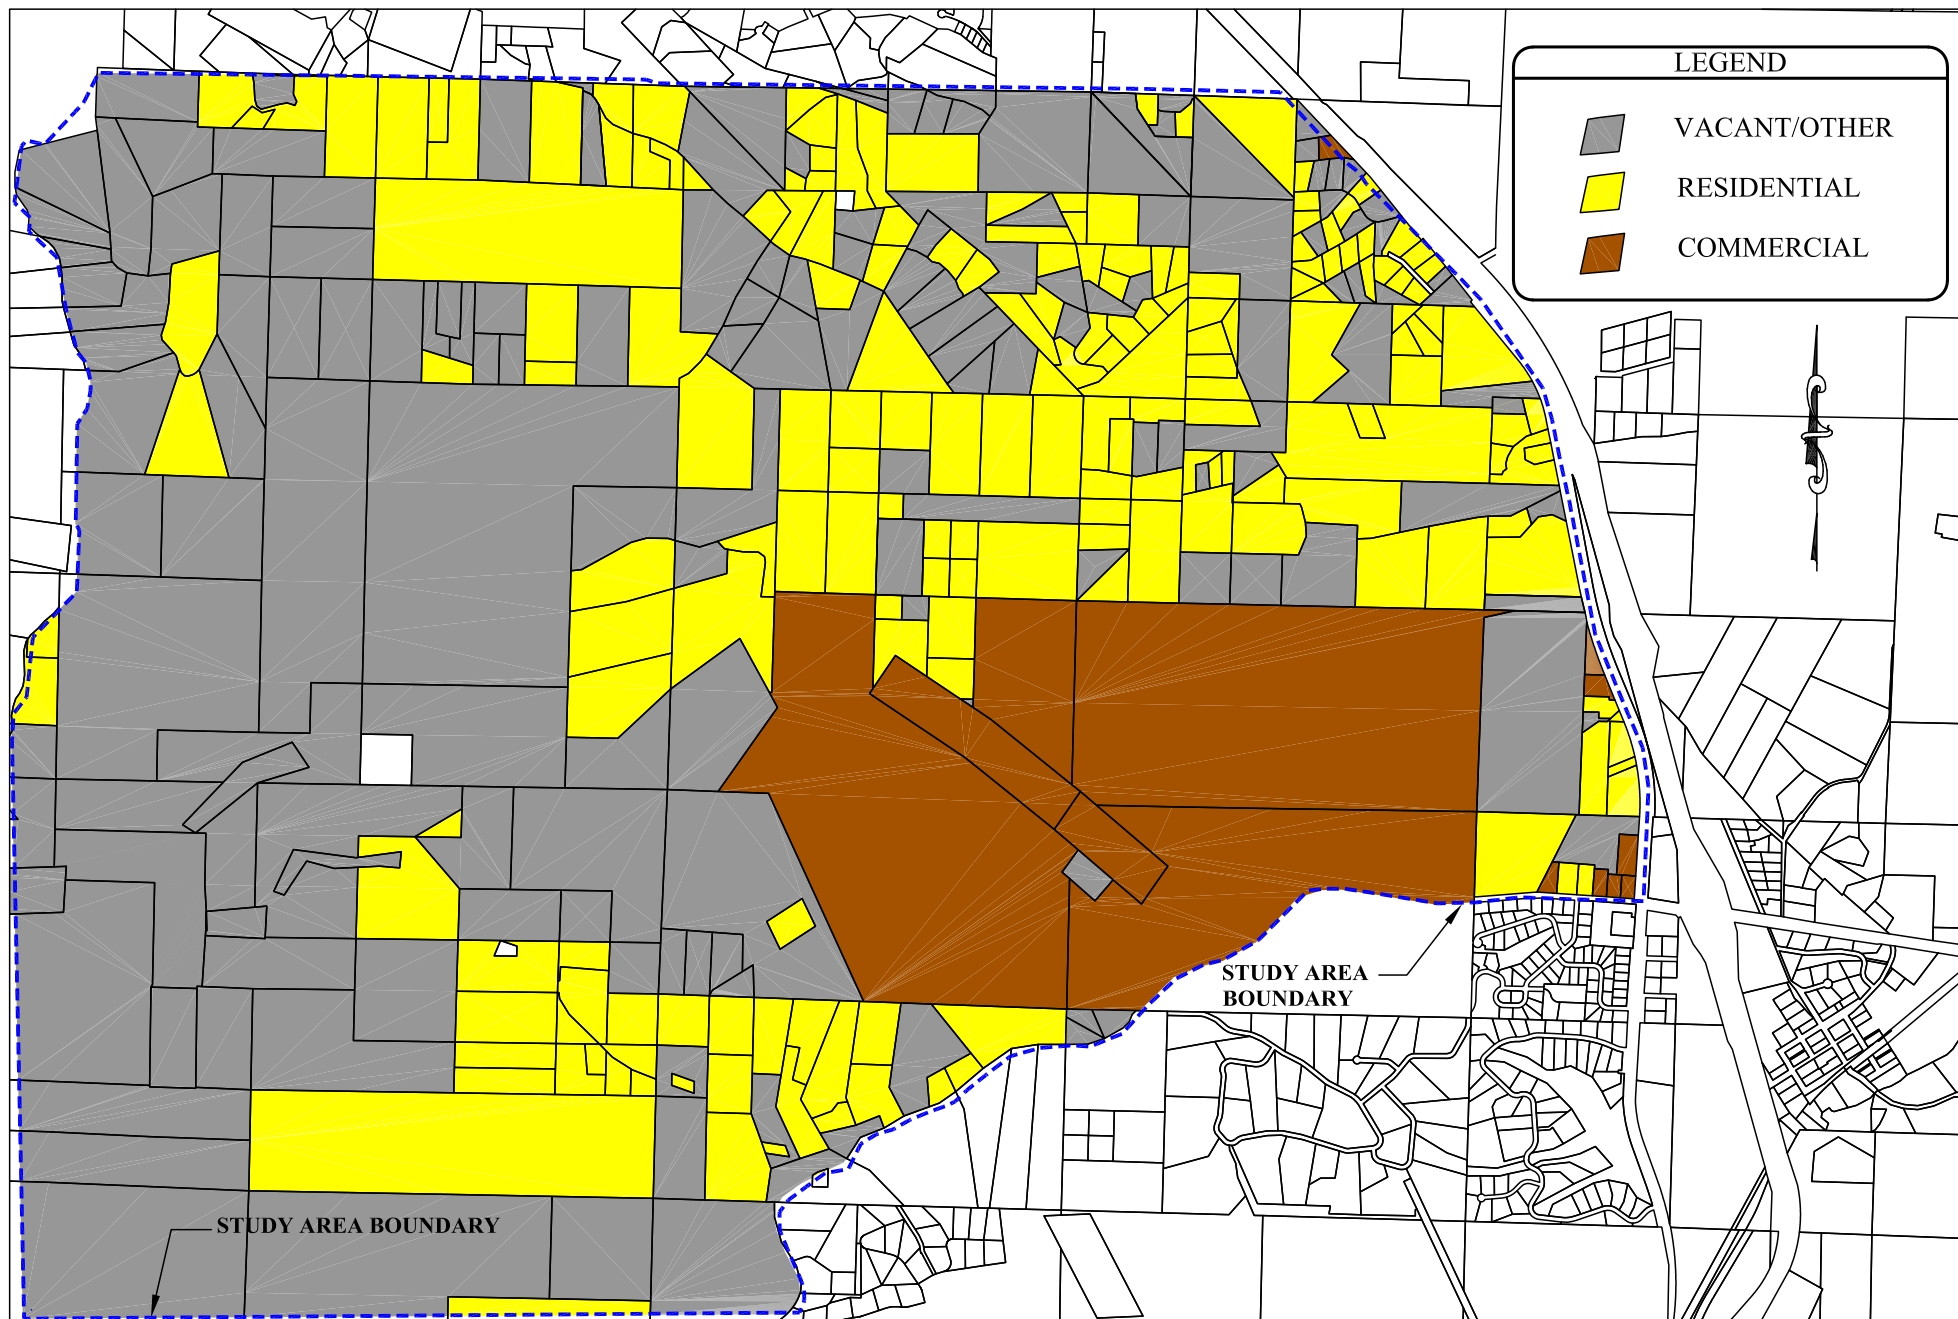 LEGEND
VACANT/OTHER
RESIDENTIAL
COMMERCIAL
STUDY AREA
BOUNDARY
STUDY AREA BOUNDARY